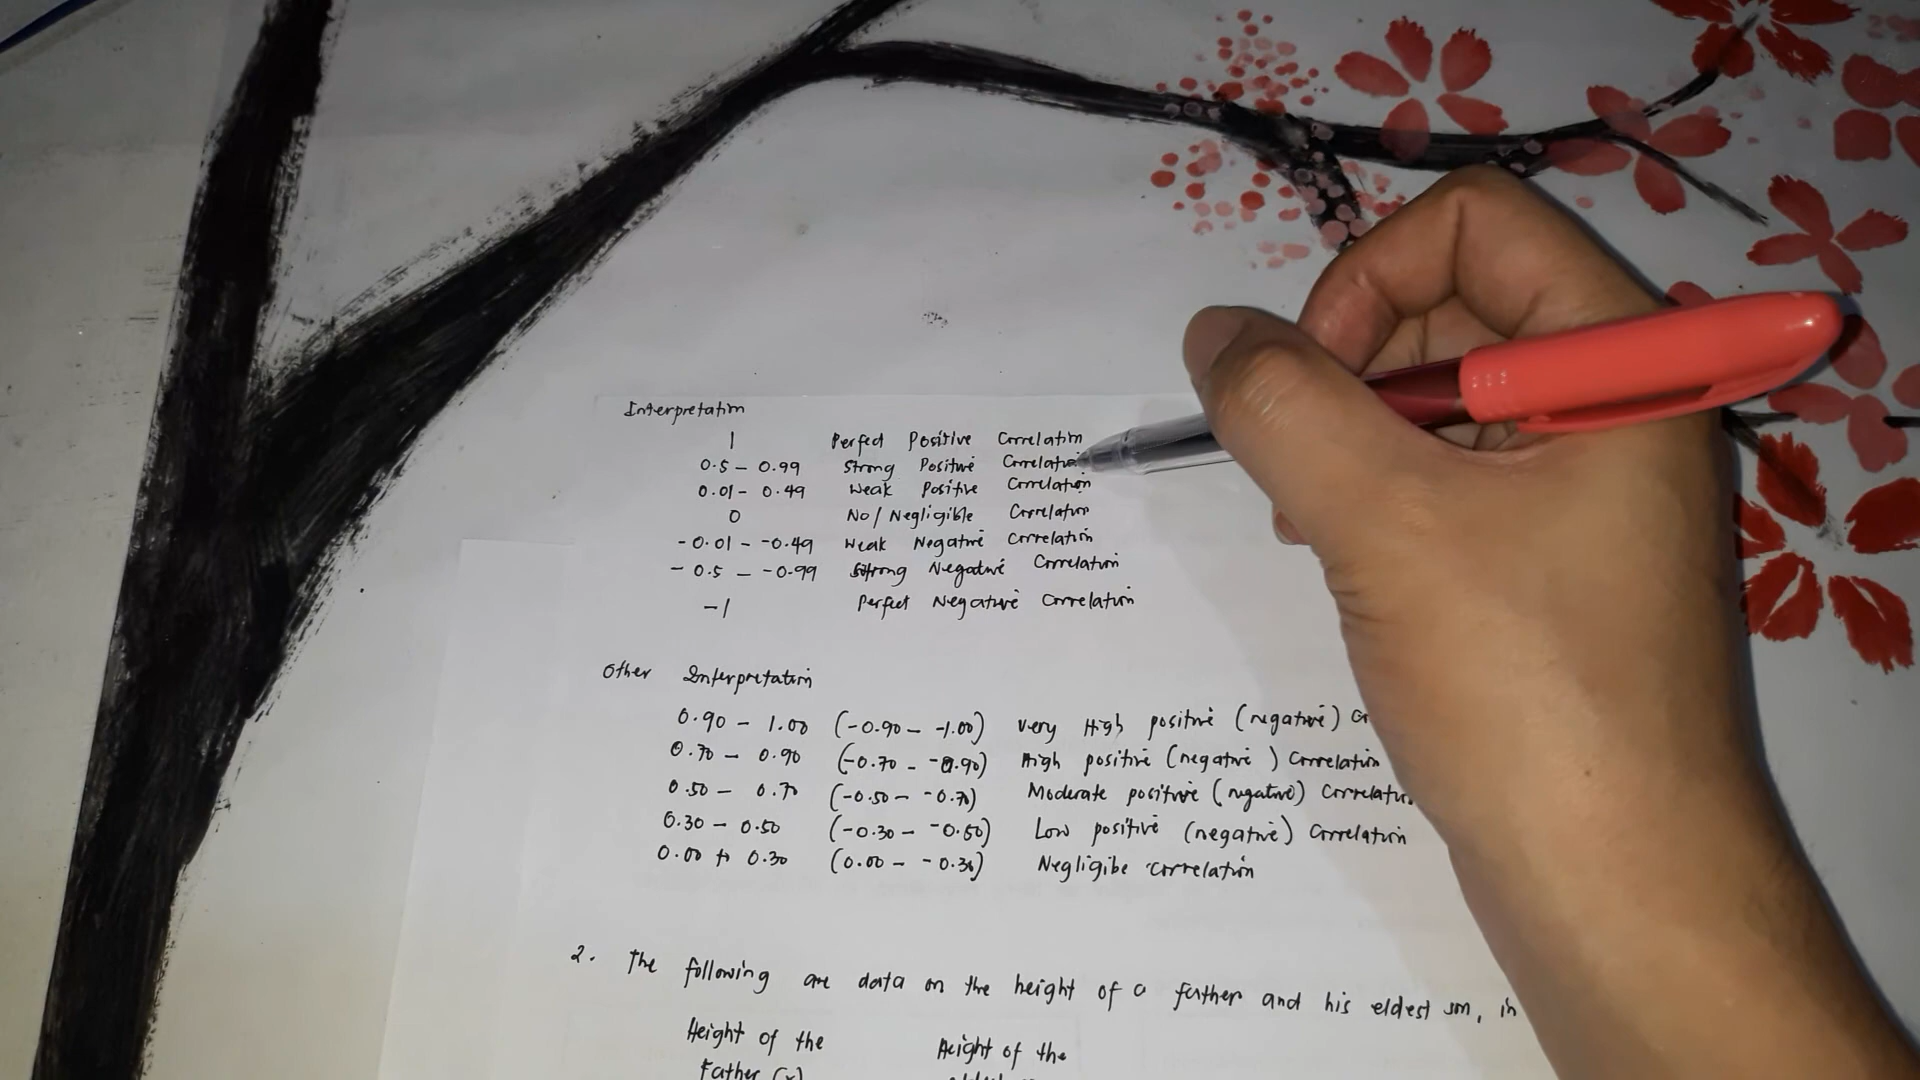 Interpretation
1 Perfect Positive Correlation
0.5 - 0.99 Strong Positive Correlation
0.01 - 0.49 Weak Positive Correlation
0 No / Negligible Correlation
-0.01 - -0.49 Weak Negative Correlation
-0.5 - -0.99 Strong Negative Correlation
-1 Perfect Negative Correlation
Other Interpretation
0.90 - 1.00 (-0.90 - -1.00) Very High positive (negative)
0.70 - 0.90 (-0.70 - -0.90) High positive (negative) Correlation
0.50 - 0.70 (-0.50 - -0.70) Moderate positive (negative) Correlation
0.30 - 0.50 (-0.30 - -0.50) Low positive (negative) Correlation
0.00 to 0.30 (0.00 - -0.30) Negligibe correlation
2. The following are data on the height of a father and his eldest son, in
Height of the Height of the
Father (x)